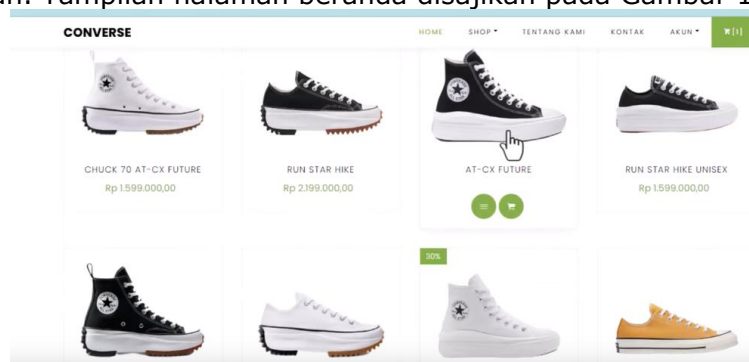 Tampilan halaman beranda disajikan pada Gambar
CONVERSE
HOME SHOP TENTANG KAMI KONTAK AKUN [1]
CHUCK 70 AT-CX FUTURE RUN STAR HIKE AT-CX FUTURE RUN STAR HIKE UNISEX
Rp 1.599.000,00 Rp 2.199.000,00 Rp 1.599.000,00
30%